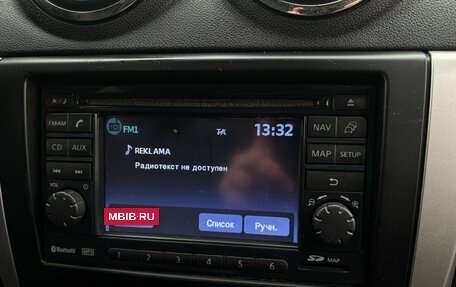 FM·AM
CD
AUX
VOL
Bluetooth
MP3
FM1
TA
13:32
REKLAMA
Радиотекст не доступен
MBIB·RU
Список
Ручн.
1 2 3 4 5 6
NAV
MAP
SETUP
SD MAP